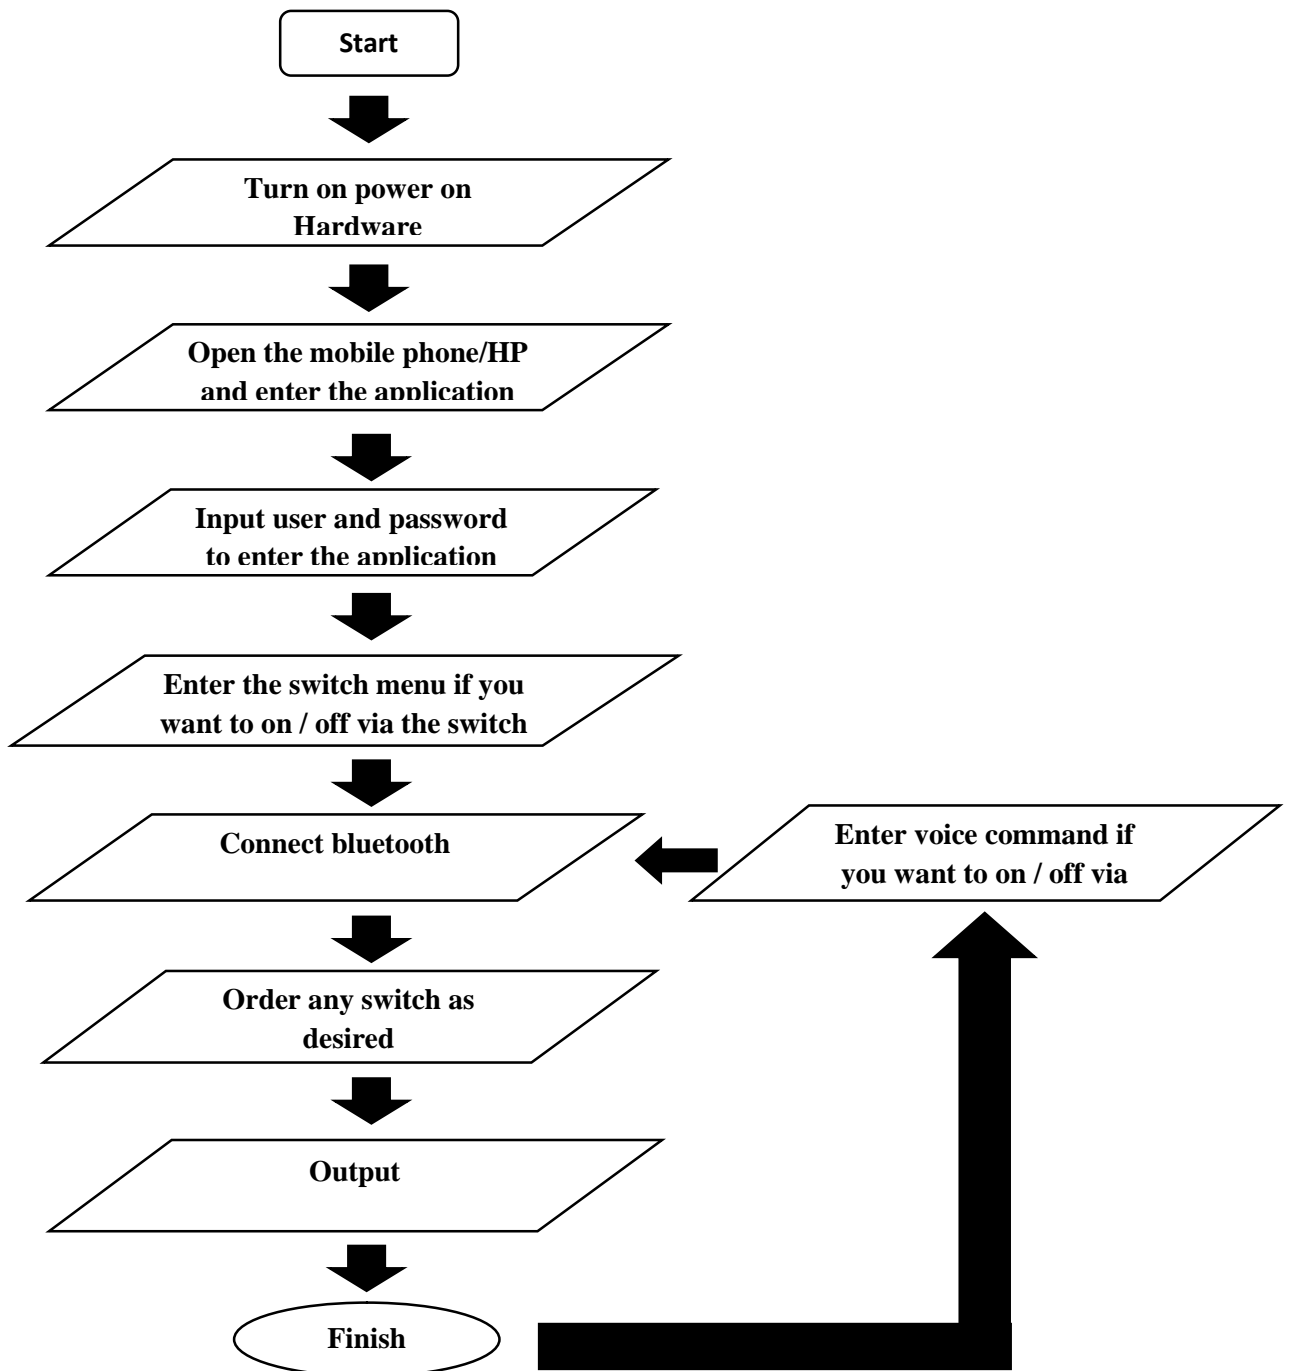 Start
Turn on power on
Hardware
Open the mobile phone/HP
and enter the application
Input user and password
to enter the application
Enter the switch menu if you
want to on / off via the switch
Connect bluetooth
Enter voice command if
you want to on / off via
Order any switch as
desired
Output
Finish